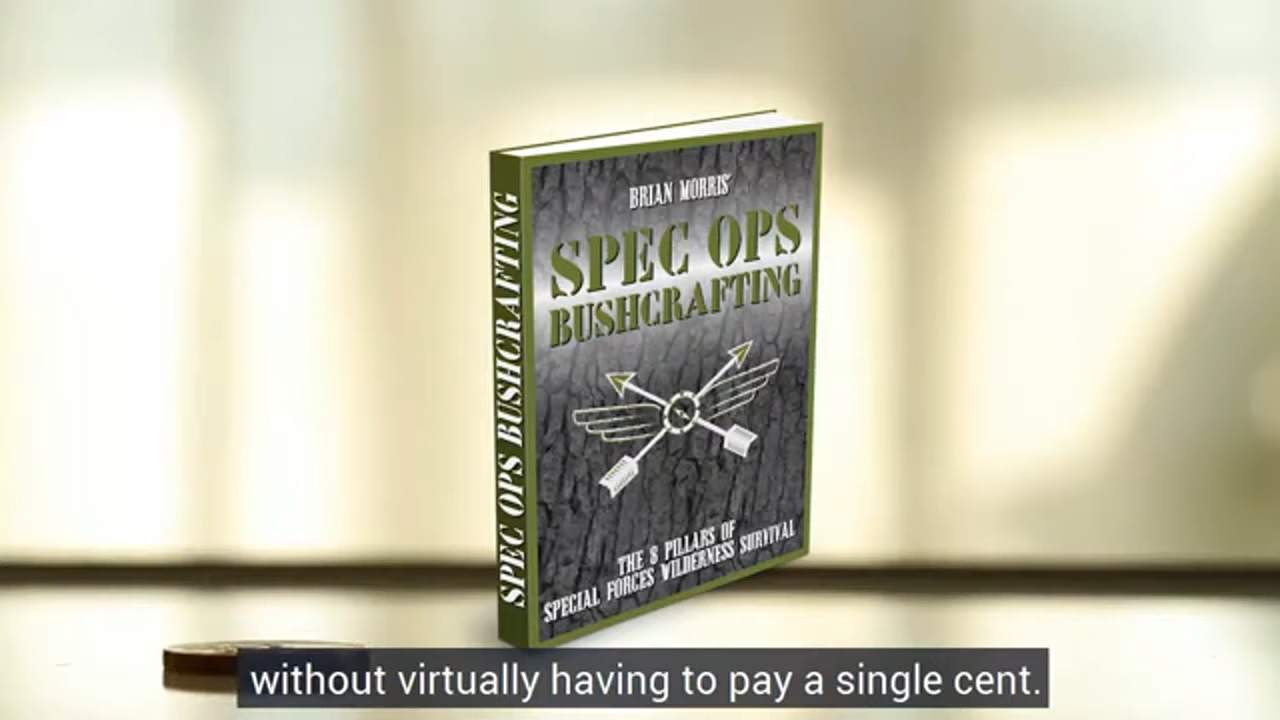 BRIAN MORRIS'
SPEC OPS
BUSHCRAFTING
THE 8 PILLARS OF
SPECIAL FORCES WILDERNESS SURVIVAL
SPEC OPS BUSHCRAFTING
without virtually having to pay a single cent.